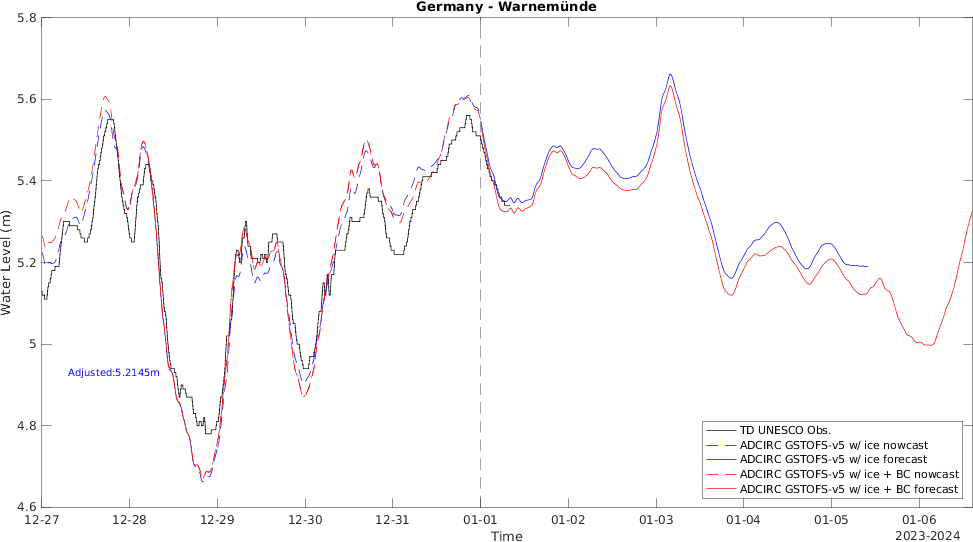 Germany - Warnemünde
5.8
5.6
5.4
5.2
5
4.8
4.6
Water Level (m)
Adjusted:5.2145m
TD UNESCO Obs.
ADCIRC GSTOFS-v5 w/ ice nowcast
ADCIRC GSTOFS-v5 w/ ice forecast
ADCIRC GSTOFS-v5 w/ ice + BC nowcast
ADCIRC GSTOFS-v5 w/ ice + BC forecast
12-27 12-28 12-29 12-30 12-31 01-01 01-02 01-03 01-04 01-05 01-06
Time
2023-2024